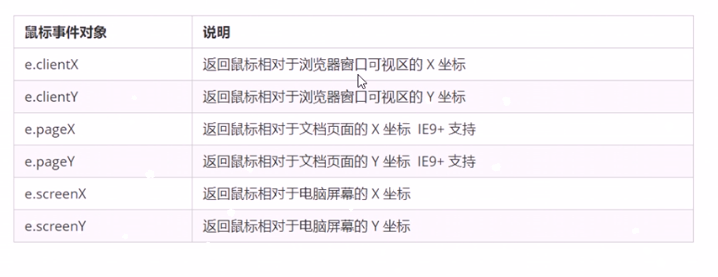 鼠标事件对象 说明
e.clientX 返回鼠标相对于浏览器窗口可视区的 X 坐标
e.clientY 返回鼠标相对于浏览器窗口可视区的 Y 坐标
e.pageX 返回鼠标相对于文档页面的 X 坐标 IE9+ 支持
e.pageY 返回鼠标相对于文档页面的 Y 坐标 IE9+ 支持
e.screenX 返回鼠标相对于电脑屏幕的 X 坐标
e.screenY 返回鼠标相对于电脑屏幕的 Y 坐标